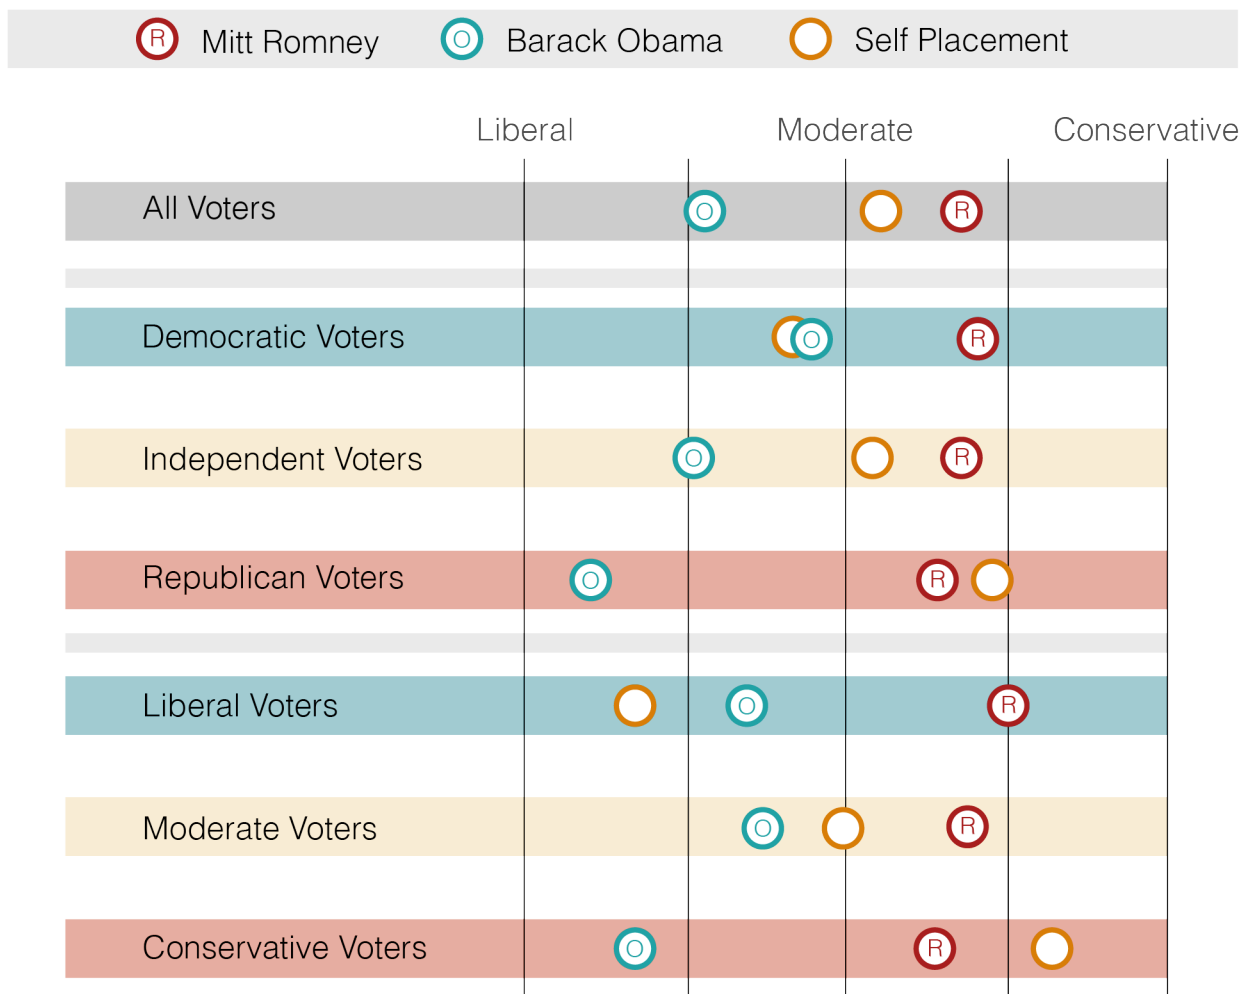 R Mitt Romney O Barack Obama Self Placement
Liberal Moderate Conservative
All Voters O R
Democratic Voters O R
Independent Voters O R
Republican Voters O R
Liberal Voters O R
Moderate Voters O R
Conservative Voters O R